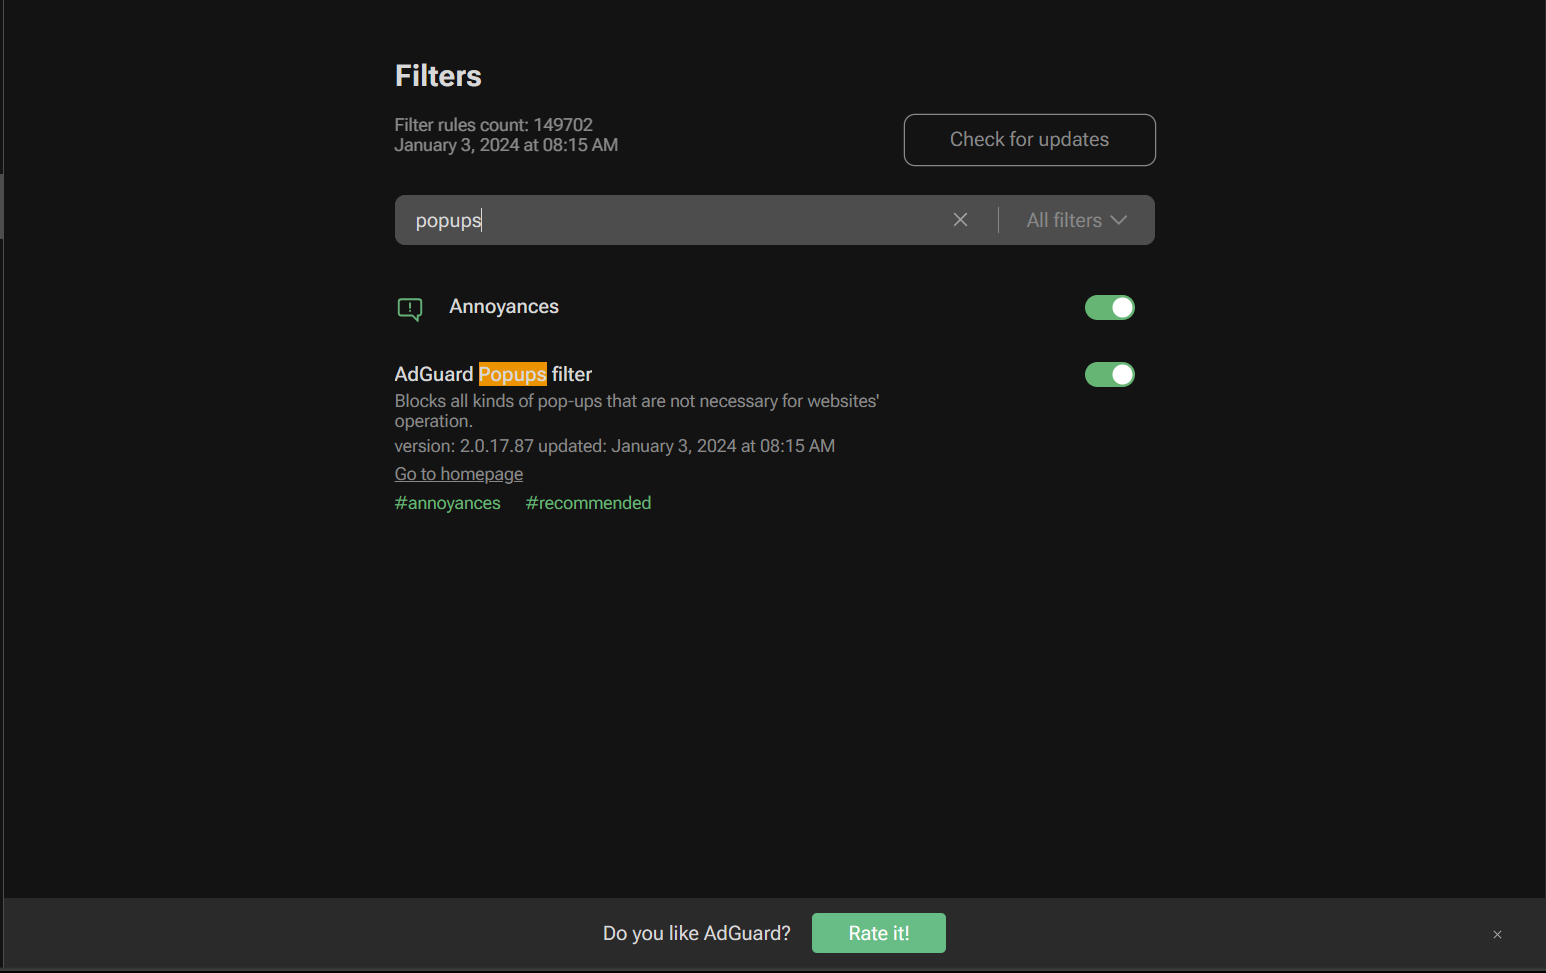 Filters
Filter rules count: 149702
January 3, 2024 at 08:15 AM
Check for updates
popups
All filters
Annoyances
AdGuard Popups filter
Blocks all kinds of pop-ups that are not necessary for websites'
operation.
version: 2.0.17.87 updated: January 3, 2024 at 08:15 AM
Go to homepage
#annoyances #recommended
Do you like AdGuard? Rate it!